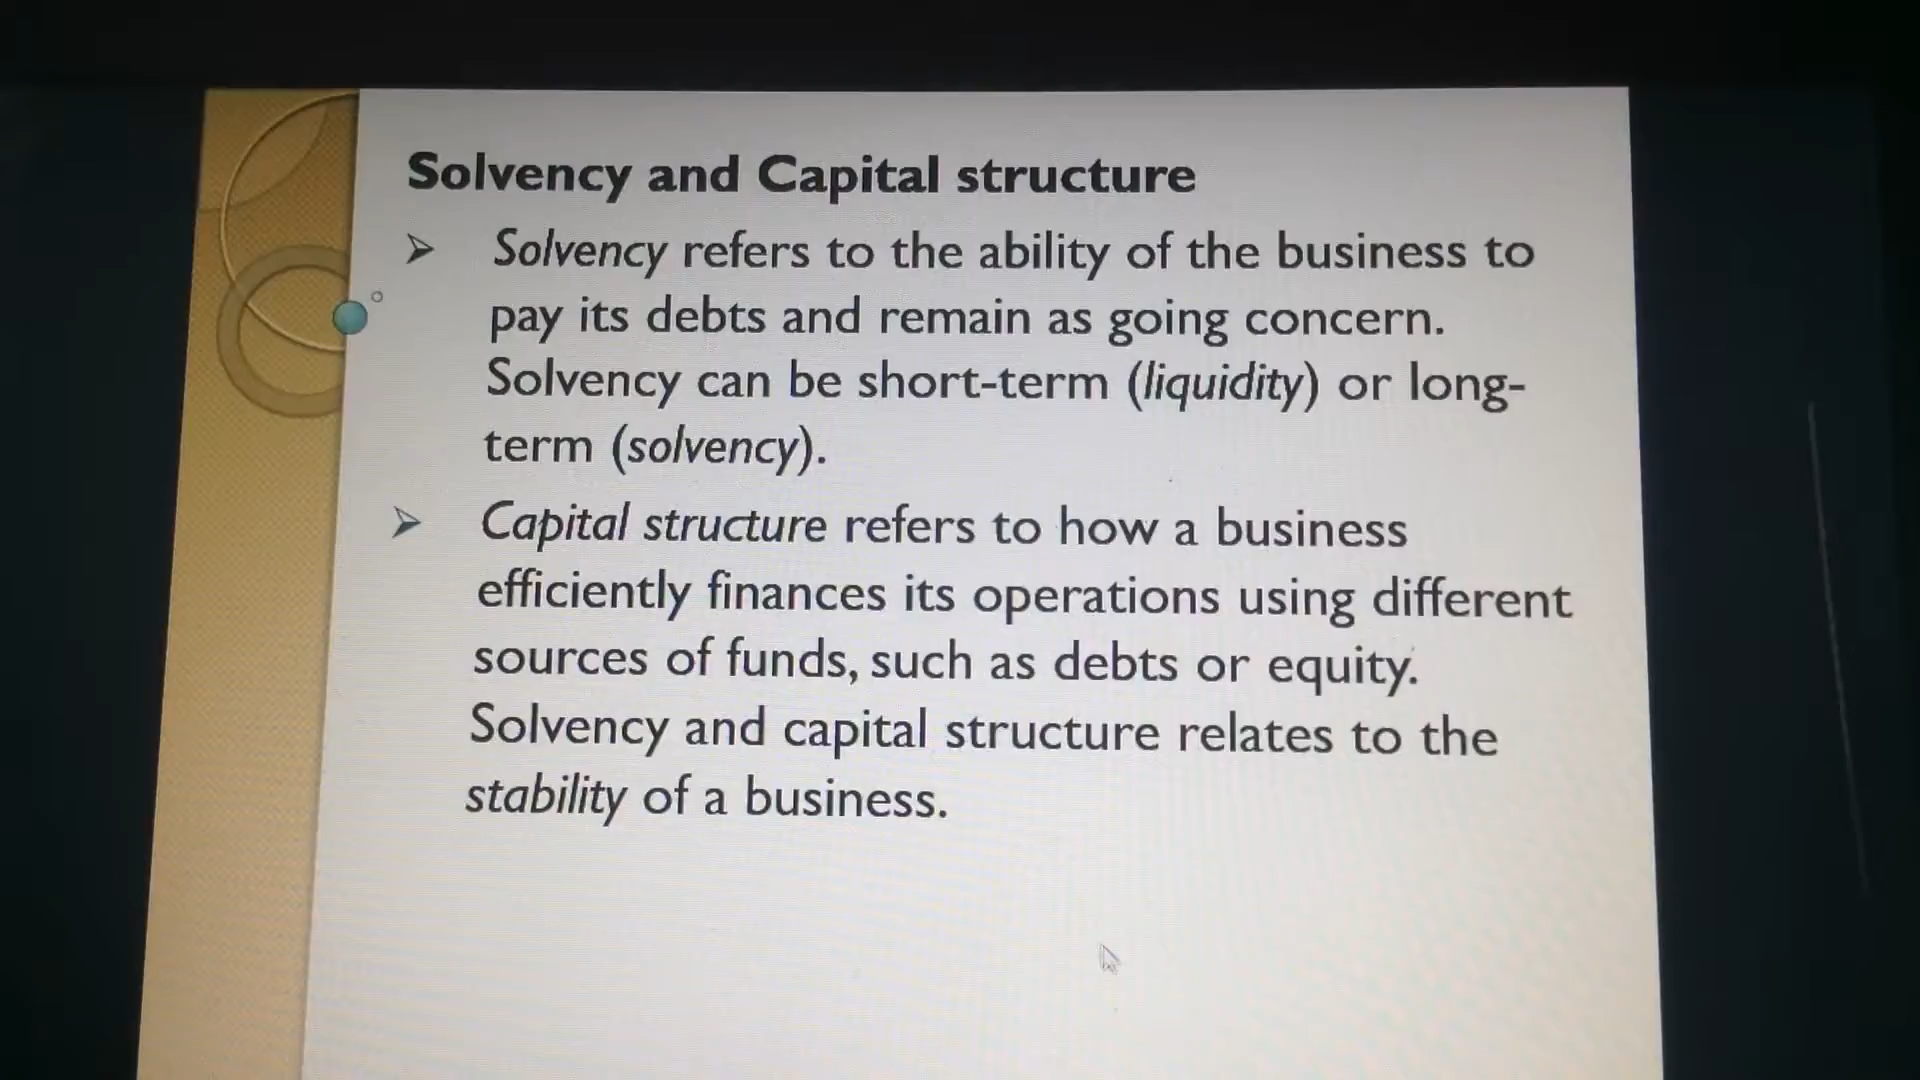 Solvency and Capital structure
Solvency refers to the ability of the business to
pay its debts and remain as going concern.
Solvency can be short-term (liquidity) or long-
term (solvency).
Capital structure refers to how a business
efficiently finances its operations using different
sources of funds, such as debts or equity.
Solvency and capital structure relates to the
stability of a business.